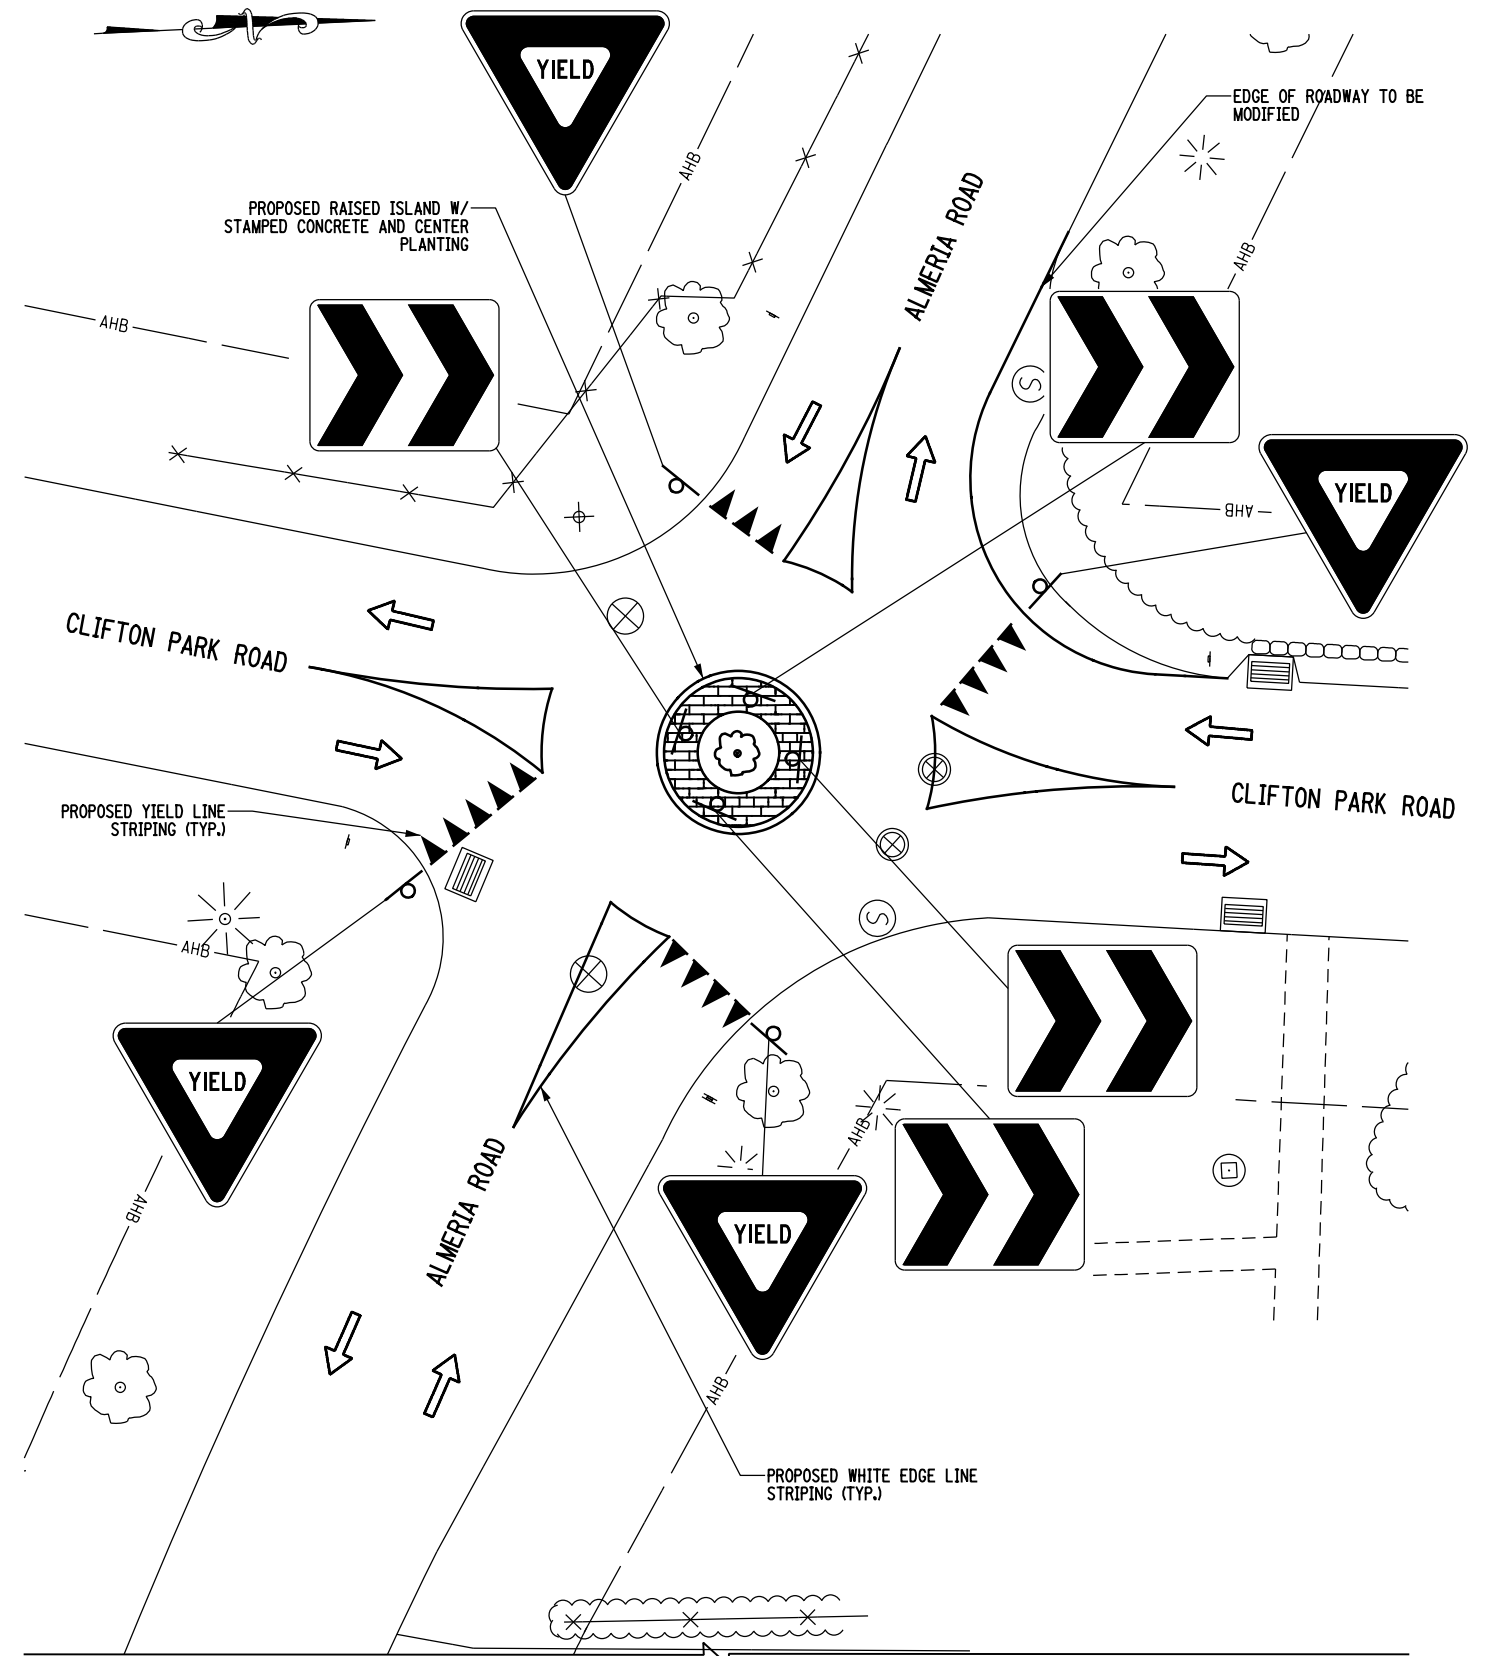 N
YIELD
EDGE OF ROADWAY TO BE
MODIFIED
AHB
ALMERIA ROAD
PROPOSED RAISED ISLAND W/
STAMPED CONCRETE AND CENTER
PLANTING
AHB
AHB
S
YIELD
AHB
CLIFTON PARK ROAD
CLIFTON PARK ROAD
PROPOSED YIELD LINE
STRIPING (TYP.)
S
AHB
YIELD
AHB
ALMERIA ROAD
AHB
YIELD
AHB
PROPOSED WHITE EDGE LINE
STRIPING (TYP.)